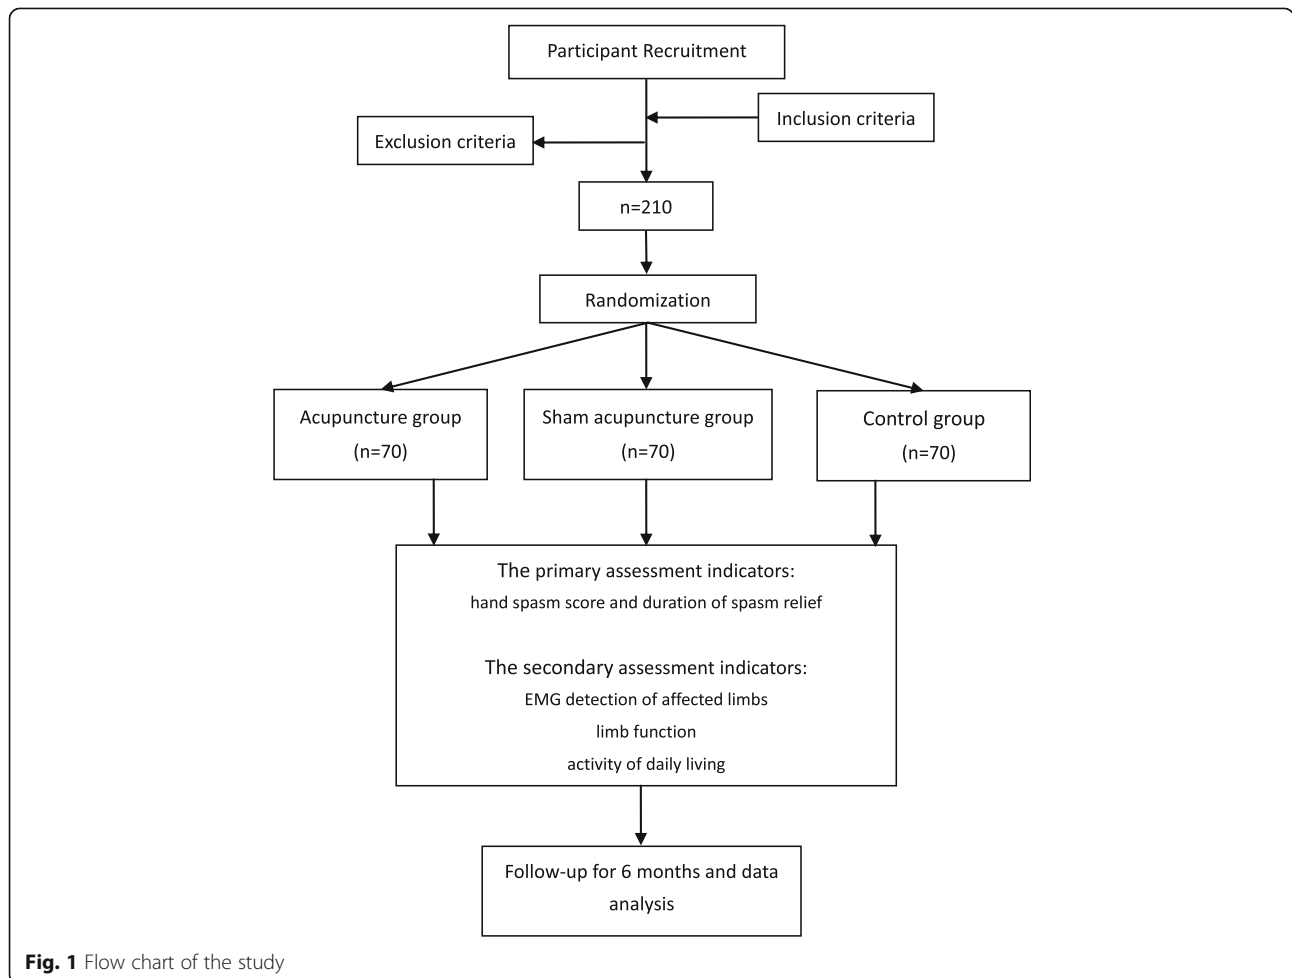 Participant Recruitment
Inclusion criteria
Exclusion criteria
n=210
Randomization
Acupuncture group
(n=70)
Sham acupuncture group
(n=70)
Control group
(n=70)
The primary assessment indicators:
hand spasm score and duration of spasm relief
The secondary assessment indicators:
EMG detection of affected limbs
limb function
activity of daily living
Follow-up for 6 months and data
analysis
Fig. 1 Flow chart of the study